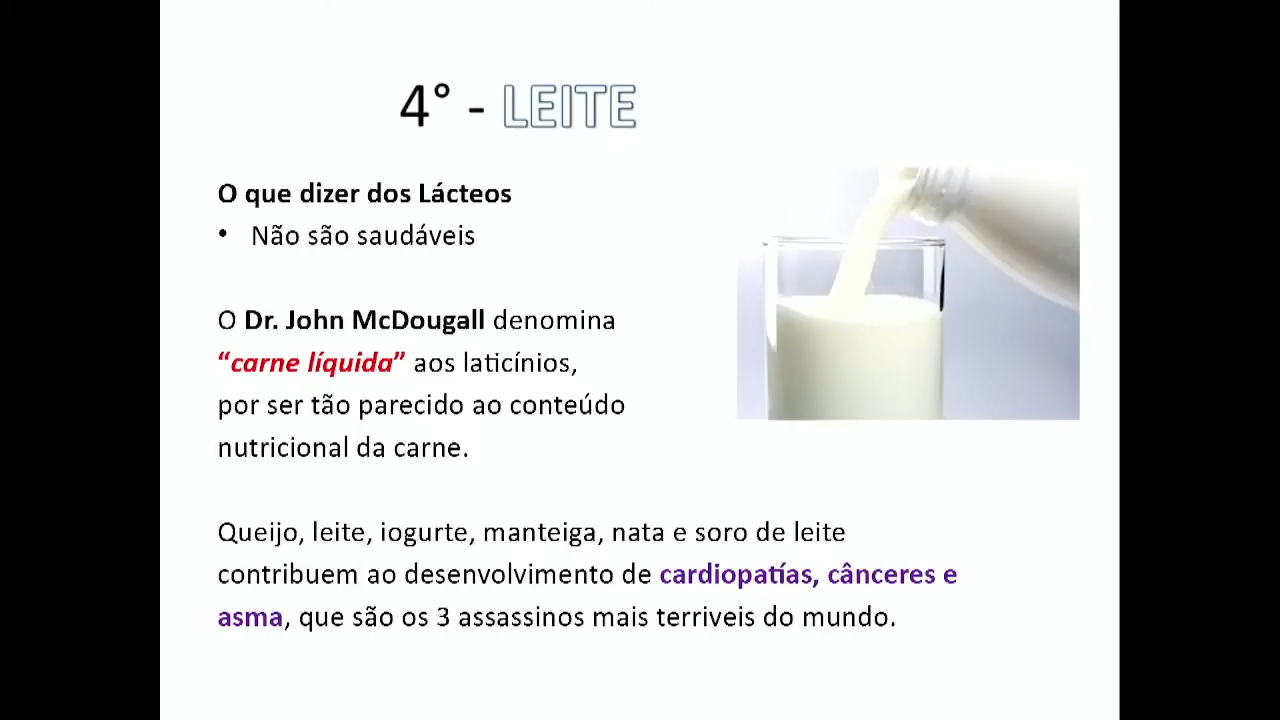 4° - LEITE
O que dizer dos Lácteos
• Não são saudáveis
O Dr. John McDougall denomina
“carne líquida” aos laticínios,
por ser tão parecido ao conteúdo
nutricional da carne.
Queijo, leite, iogurte, manteiga, nata e soro de leite
contribuem ao desenvolvimento de cardiopatías, cânceres e
asma, que são os 3 assassinos mais terriveis do mundo.